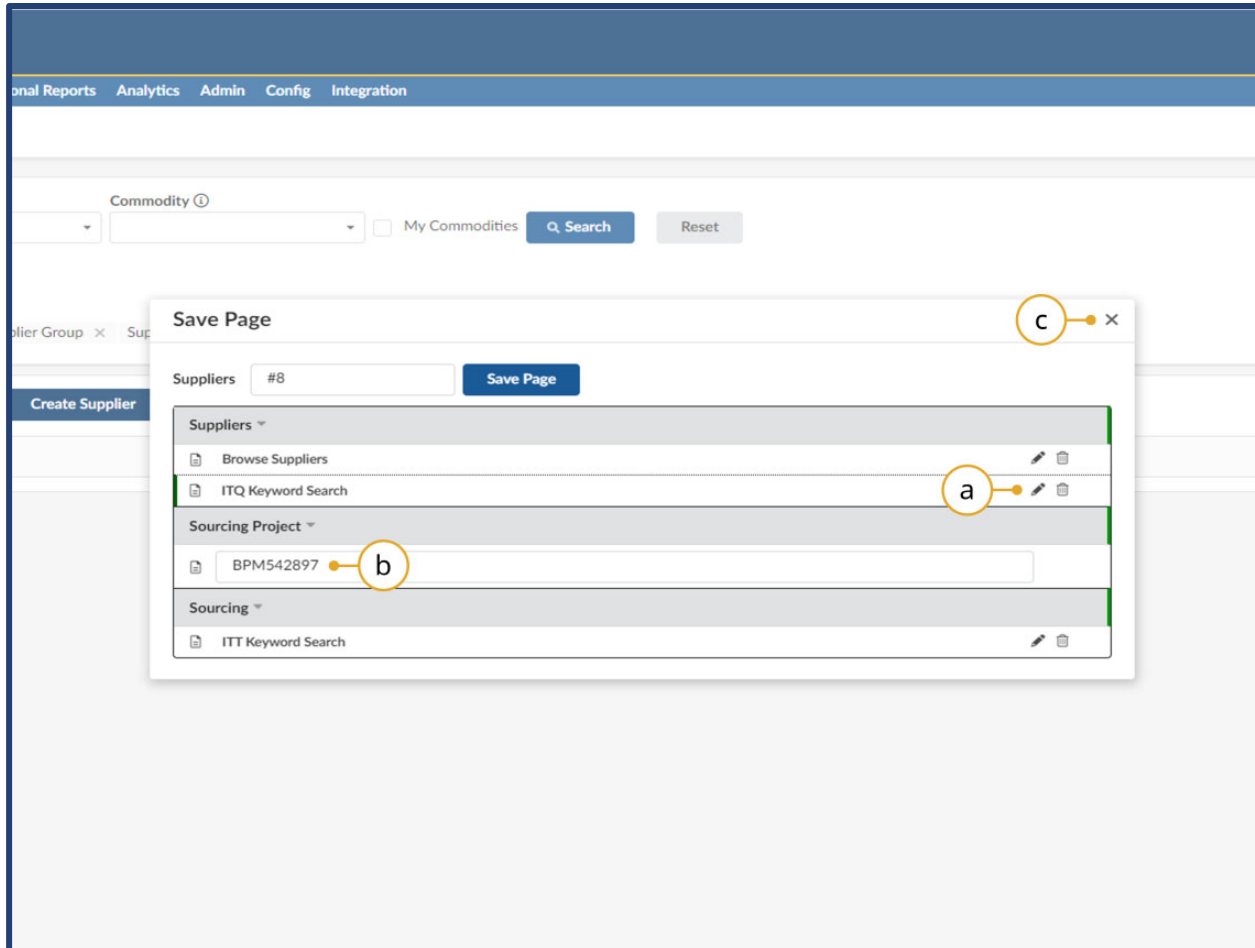 onal Reports Analytics Admin Config Integration
Commodity
My Commodities Search Reset
Save Page
c
plier Group × Sup
Suppliers #8 Save Page
Create Supplier
Suppliers
Browse Suppliers
ITQ Keyword Search
a
Sourcing Project
BPM542897 b
Sourcing
ITT Keyword Search